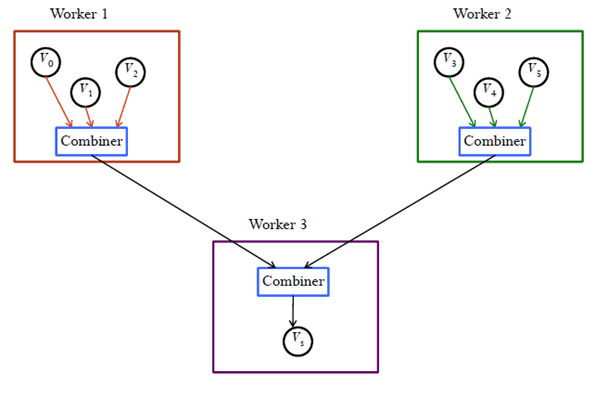 Worker 1
Worker 2
V0
V1
V2
V3
V4
V5
Combiner
Combiner
Worker 3
Combiner
Vs